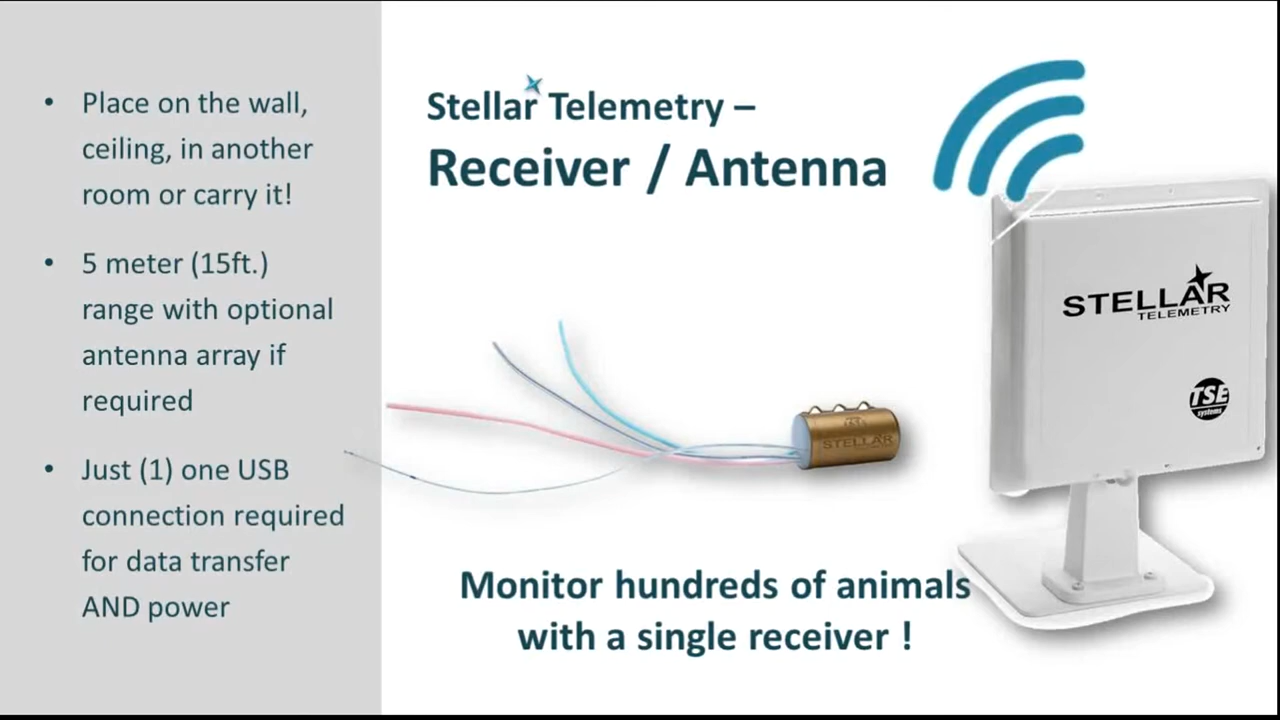 • Place on the wall,
ceiling, in another
room or carry it!
• 5 meter (15ft.)
range with optional
antenna array if
required
• Just (1) one USB
connection required
for data transfer
AND power
Stellar Telemetry –
Receiver / Antenna
STELLAR
TELEMETRY
TSE
systems
TSE
STELLAR
Monitor hundreds of animals
with a single receiver !